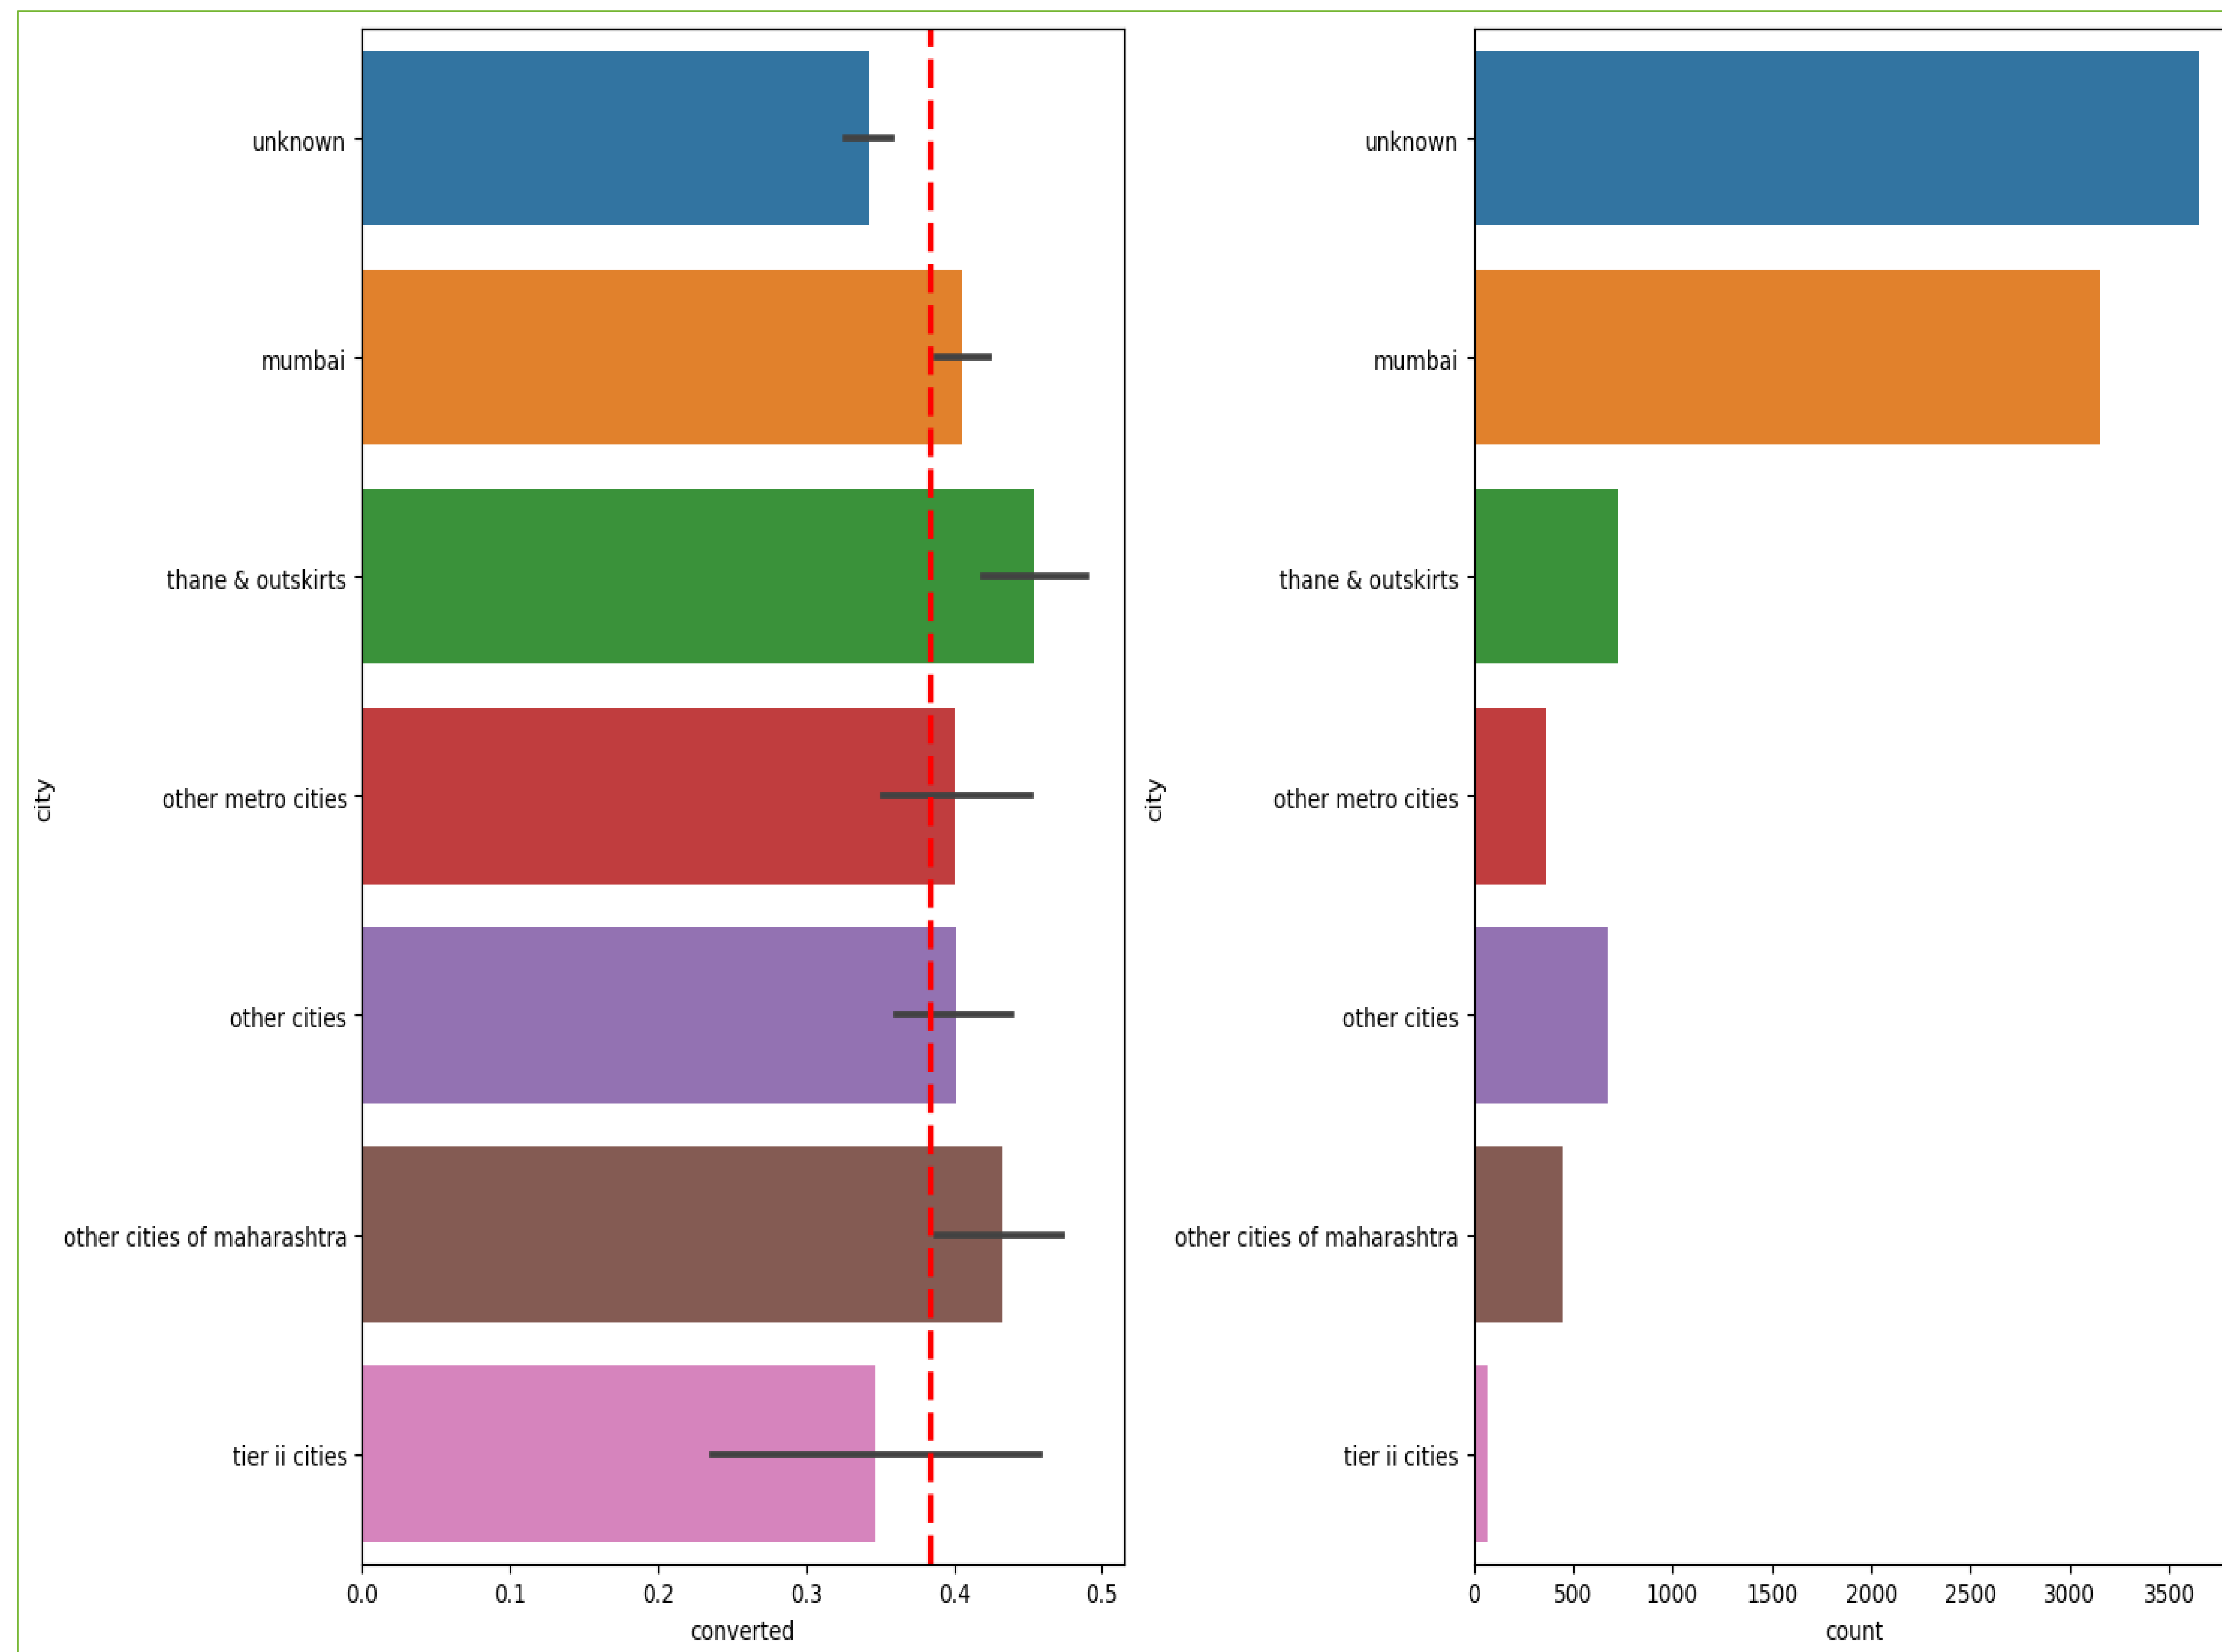 unknown
mumbai
thane & outskirts
other metro cities
other cities
other cities of maharashtra
tier ii cities
city
0.0 0.1 0.2 0.3 0.4 0.5
converted
unknown
mumbai
thane & outskirts
other metro cities
other cities
other cities of maharashtra
tier ii cities
city
0 500 1000 1500 2000 2500 3000 3500
count